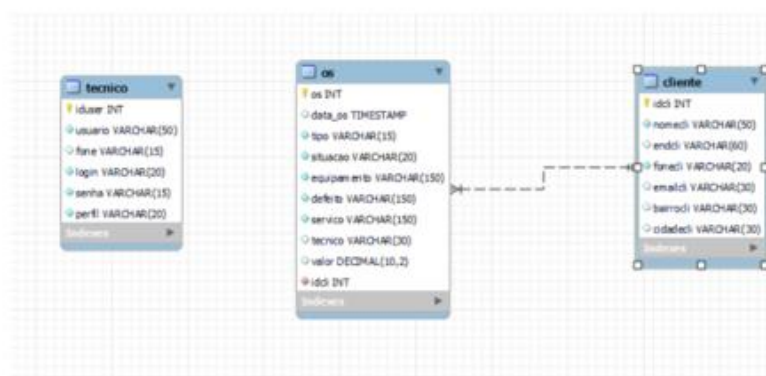 tecnico
iduser INT
usuario VARCHAR(50)
fone VARCHAR(15)
login VARCHAR(20)
senha VARCHAR(15)
perfil VARCHAR(20)
Indexes
os
os INT
data_os TIMESTAMP
tipo VARCHAR(15)
situacao VARCHAR(20)
equipamento VARCHAR(150)
defeito VARCHAR(150)
servico VARCHAR(150)
tecnico VARCHAR(30)
valor DECIMAL(10,2)
idcli INT
Indexes
cliente
idcli INT
nomecli VARCHAR(50)
endcli VARCHAR(60)
fonecli VARCHAR(20)
emailcli VARCHAR(30)
bairrocli VARCHAR(30)
cidadecli VARCHAR(30)
Indexes